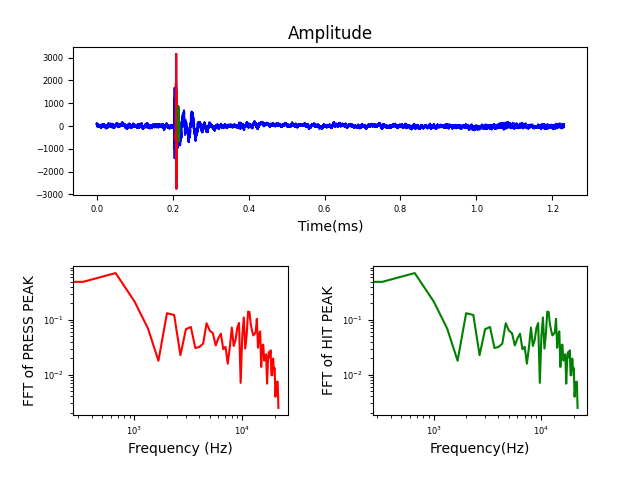 Amplitude
3000
2000
1000
0
−1000
−2000
−3000
0.0 0.2 0.4 0.6 0.8 1.0 1.2
Time(ms)
FFT of PRESS PEAK
10⁻¹
10⁻²
10³ 10⁴
Frequency (Hz)
FFT of HIT PEAK
10⁻¹
10⁻²
10³ 10⁴
Frequency(Hz)